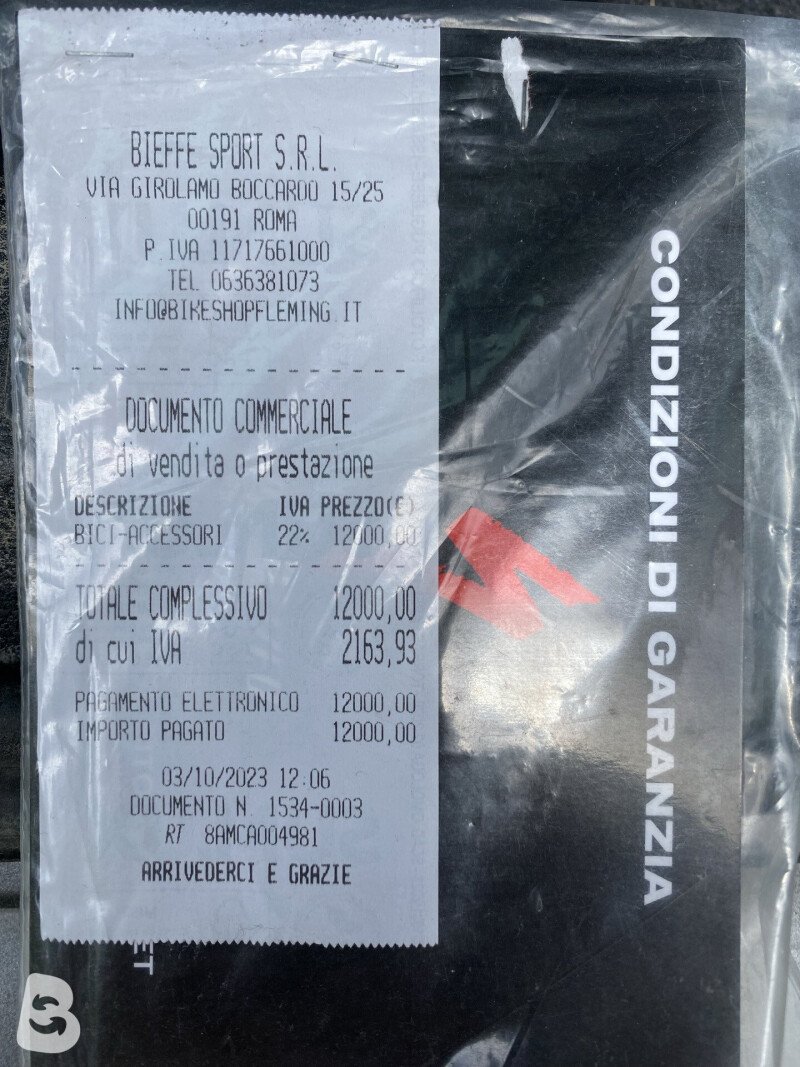 BIEFFE SPORT S.R.L.
VIA GIROLAMO BOCCARDO 15/25
00191 ROMA
P.IVA 11717661000
TEL 0636381073
INFO@BIKESHOPFLEMING.IT
DOCUMENTO COMMERCIALE
di vendita o prestazione
DESCRIZIONE IVA PREZZO(€)
BICI-ACCESSORI 22% 12000,00
TOTALE COMPLESSIVO 12000,00
di cui IVA 2163,93
PAGAMENTO ELETTRONICO 12000,00
IMPORTO PAGATO 12000,00
03/10/2023 12:06
DOCUMENTO N. 1534-0003
RT 8AMCA004981
ARRIVEDERCI E GRAZIE
CONDIZIONI DI GARANZIA
B